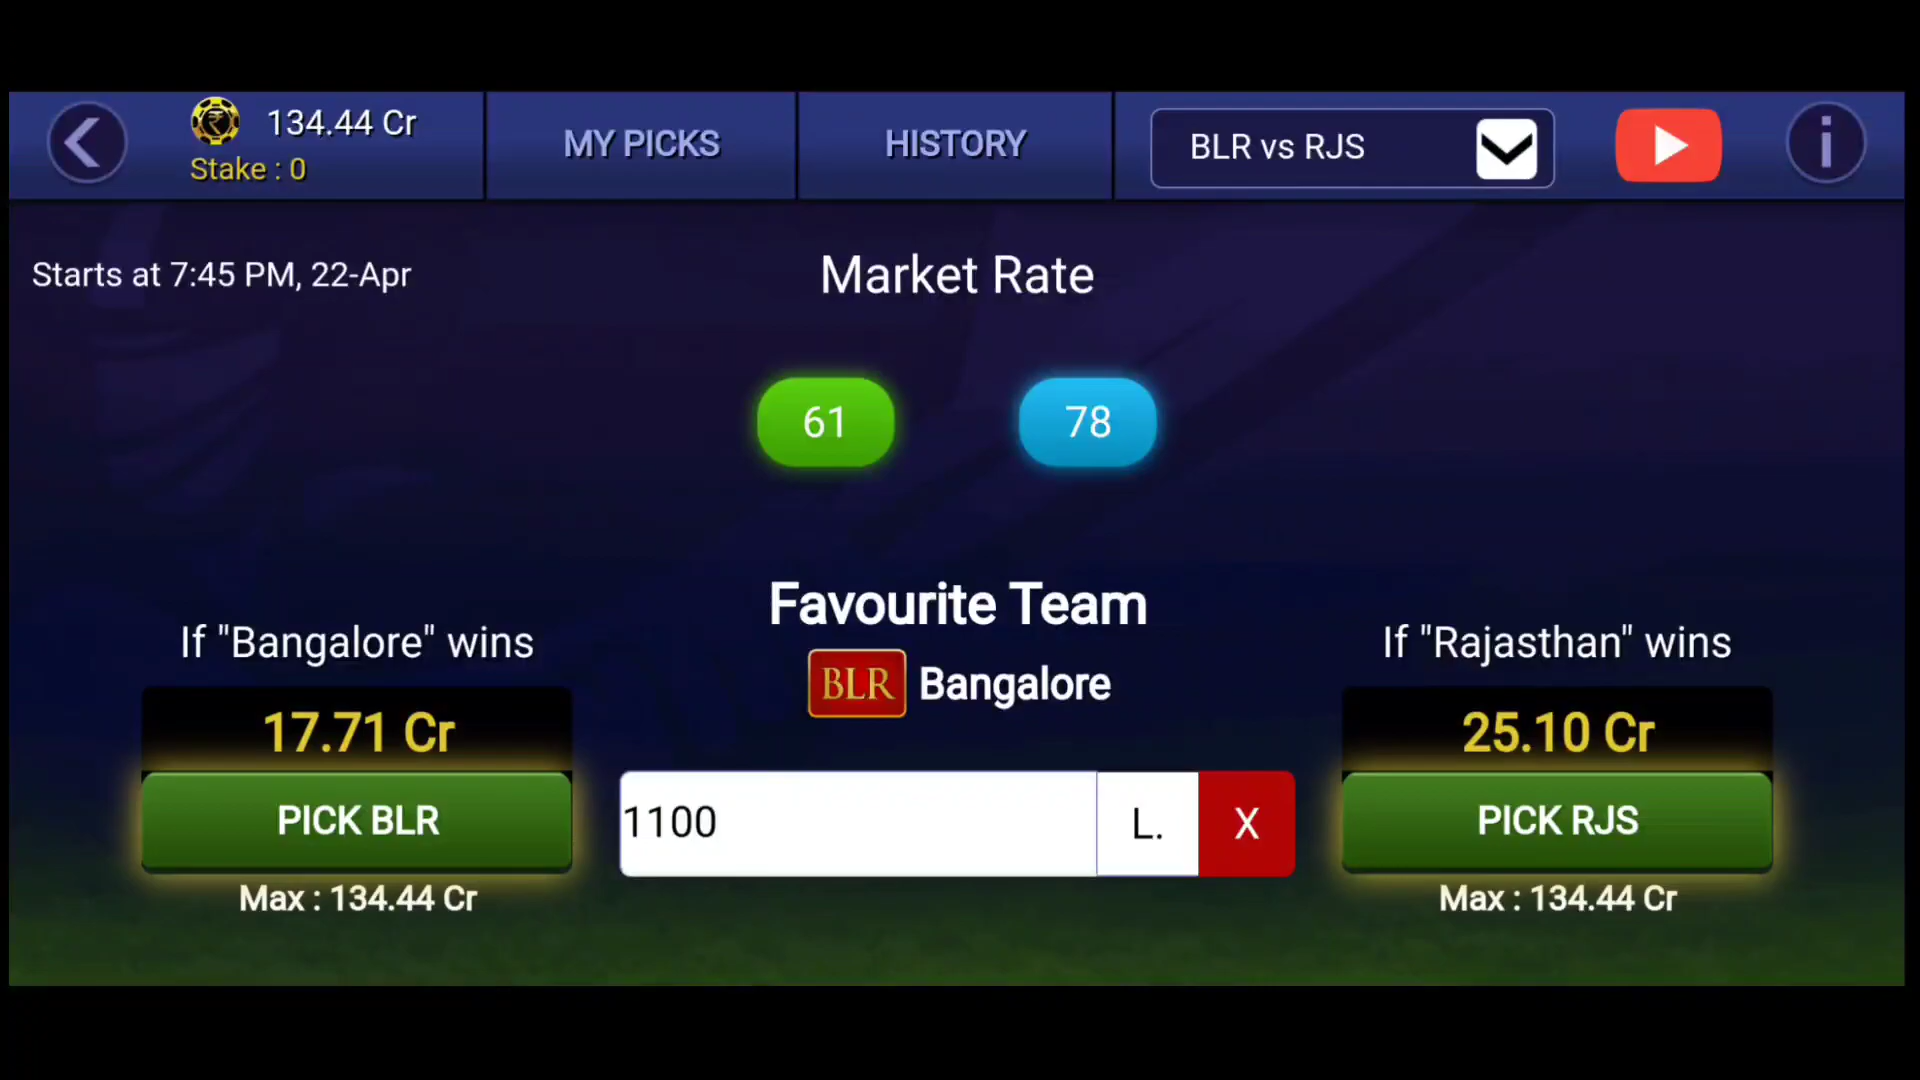 134.44 Cr
Stake : 0
MY PICKS
HISTORY
BLR vs RJS
i
Starts at 7:45 PM, 22-Apr
Market Rate
61
78
Favourite Team
BLR Bangalore
If "Bangalore" wins
17.71 Cr
PICK BLR
Max : 134.44 Cr
1100
L.
X
If "Rajasthan" wins
25.10 Cr
PICK RJS
Max : 134.44 Cr